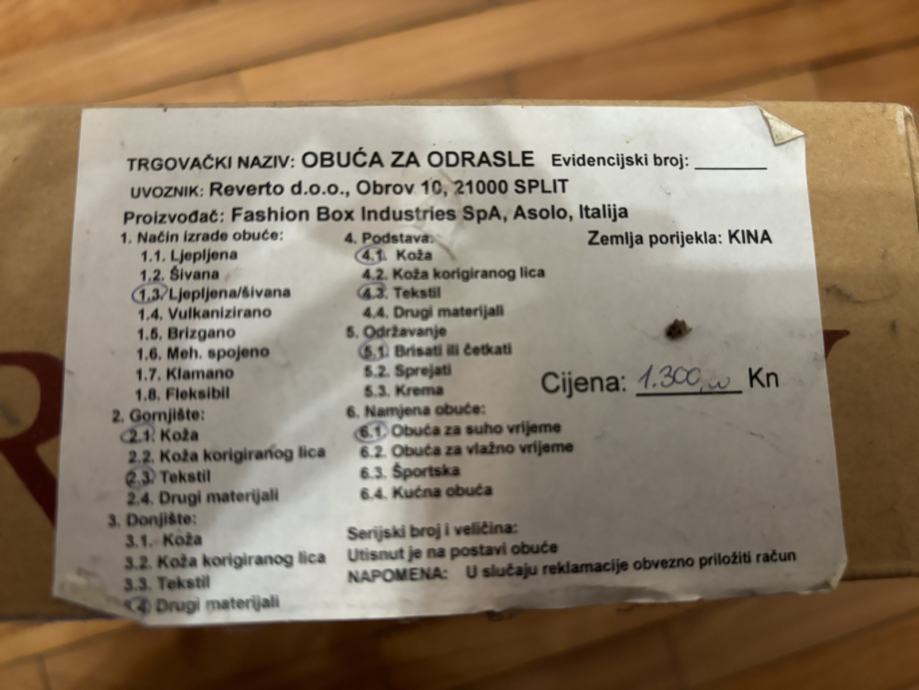 TRGOVAČKI NAZIV: OBUĆA ZA ODRASLE Evidencijski broj:
UVOZNIK: Reverto d.o.o., Obrov 10, 21000 SPLIT
Proizvođač: Fashion Box Industries SpA, Asolo, Italija
Zemlja porijekla: KINA
1. Način izrade obuće:
1.1. Ljepljena
1.2. Šivana
1.3. Ljepljena/šivana
1.4. Vulkanizirano
1.5. Brizgano
1.6. Meh. spojeno
1.7. Klamano
1.8. Fleksibil
2. Gornjište:
2.1. Koža
2.2. Koža korigiranog lica
2.3. Tekstil
2.4. Drugi materijali
3. Donjište:
3.1. Koža
3.2. Koža korigiranog lica
3.3. Tekstil
3.4. Drugi materijali
4. Podstava:
4.1. Koža
4.2. Koža korigiranog lica
4.3. Tekstil
4.4. Drugi materijali
5. Održavanje
5.1. Brisati ili četkati
5.2. Sprejati
5.3. Krema
6. Namjena obuće:
6.1. Obuća za suho vrijeme
6.2. Obuća za vlažno vrijeme
6.3. Športska
6.4. Kućna obuća
Cijena: 1.300,00 Kn
Serijski broj i veličina:
Utisnut je na postavi obuće
NAPOMENA: U slučaju reklamacije obvezno priložiti račun